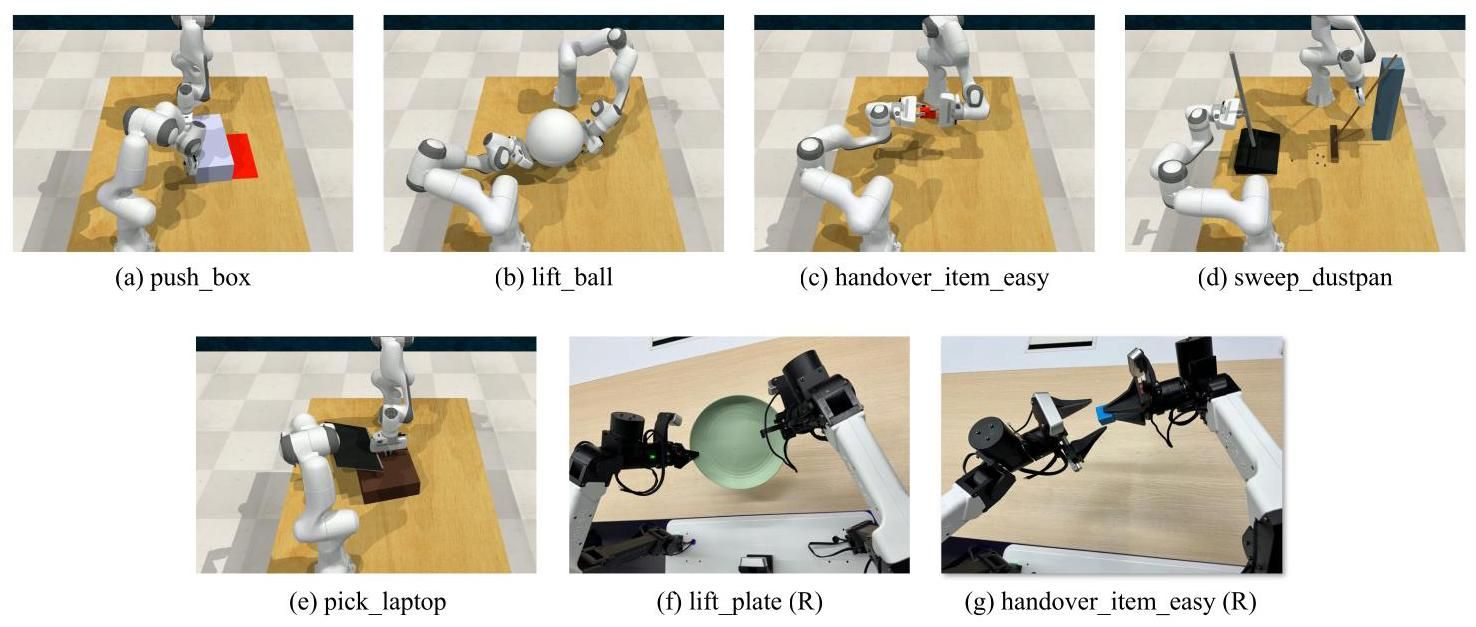 (a) push_box
(b) lift_ball
(c) handover_item_easy
(d) sweep_dustpan
(e) pick_laptop
(f) lift_plate (R)
(g) handover_item_easy (R)